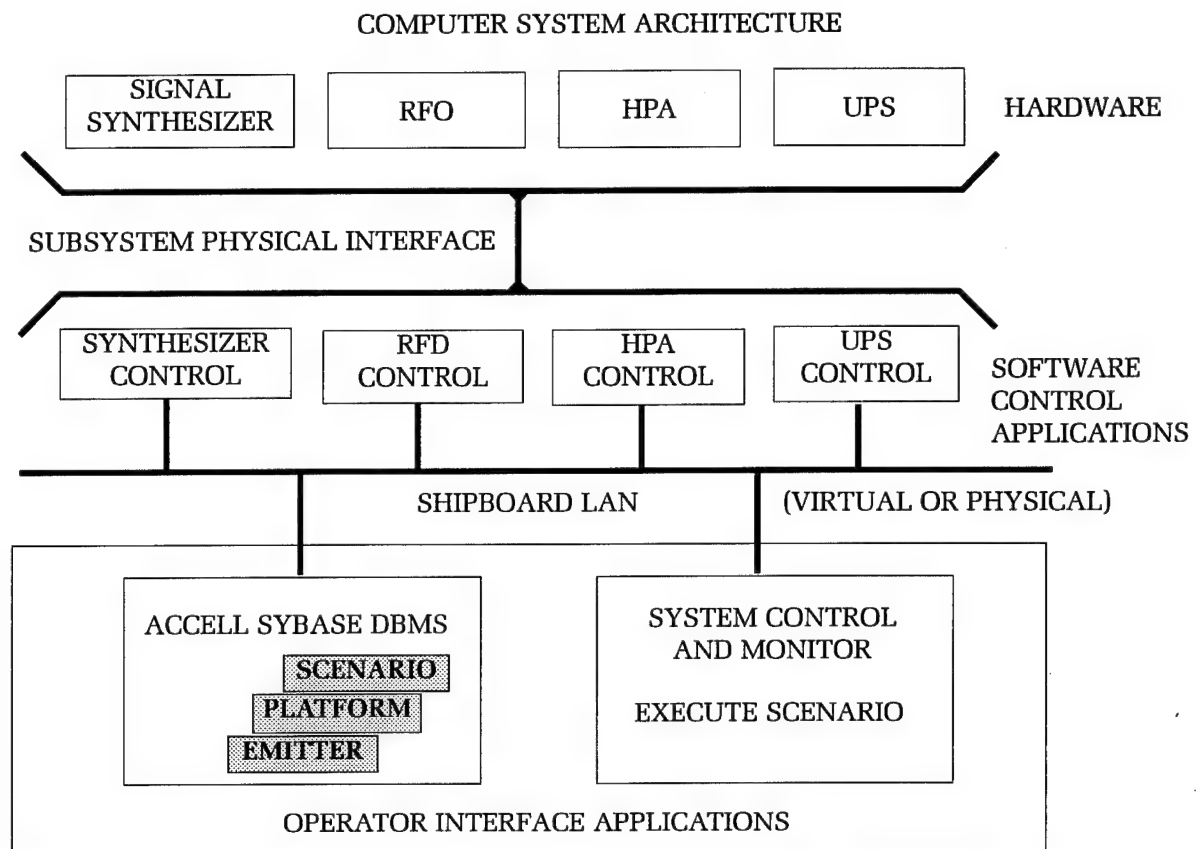 COMPUTER SYSTEM ARCHITECTURE
SIGNAL
SYNTHESIZER
RFO
HPA
UPS
HARDWARE
SUBSYSTEM PHYSICAL INTERFACE
SYNTHESIZER
CONTROL
RFD
CONTROL
HPA
CONTROL
UPS
CONTROL
SOFTWARE
CONTROL
APPLICATIONS
SHIPBOARD LAN
(VIRTUAL OR PHYSICAL)
ACCELL SYBASE DBMS
SCENARIO
PLATFORM
EMITTER
SYSTEM CONTROL
AND MONITOR
EXECUTE SCENARIO
OPERATOR INTERFACE APPLICATIONS